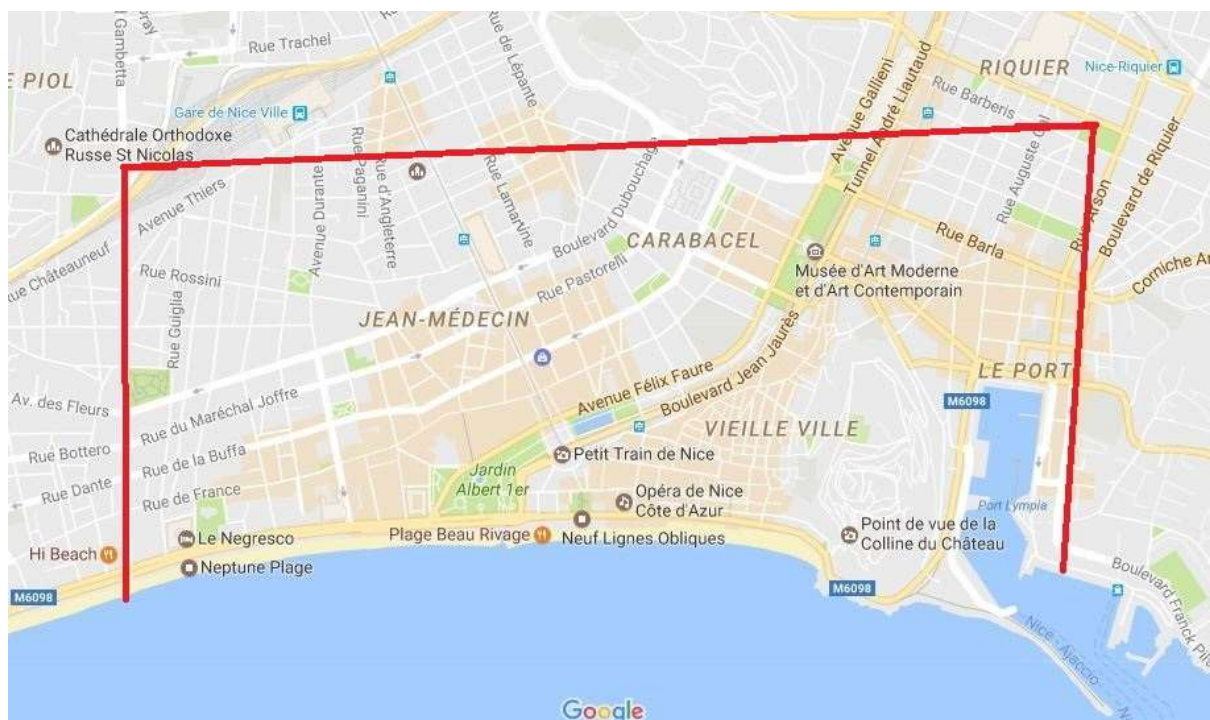 Gambetta
Rue Trachel
Rue de Lépante
Avenue Gallieni
Tunnel André Liautaud
RIQUIER
Nice-Riquier
E PIOL
Gare de Nice Ville
Rue Barberis
Cathédrale Orthodoxe
Russe St Nicolas
Rue Paganini
Rue d'Angleterre
Rue Lamartine
Boulevard Dubouchage
Rue Auguste Gal
Rue Arson
Boulevard de Riquier
Avenue Thiers
Avenue Durante
Rue Châteauneuf
Rue Rossini
Rue Pastorelli
CARABACEL
Rue Barla
Musée d'Art Moderne
et d'Art Contemporain
Corniche An
Rue Guiglia
JEAN-MÉDECIN
LE PORT
Avenue Félix Faure
Boulevard Jean Jaurès
M6098
Av. des Fleurs
Rue du Maréchal Joffre
VIEILLE VILLE
Rue Bottero
Rue de la Buffa
Petit Train de Nice
Rue Dante
Jardin
Albert 1er
Rue de France
Opéra de Nice
Côte d'Azur
Port Lympia
Point de vue de la
Colline du Château
Hi Beach
Le Negresco
Plage Beau Rivage
Neuf Lignes Obliques
Neptune Plage
Boulevard Franck Pil
M6098
M6098
Nice - Ajaccio
Google